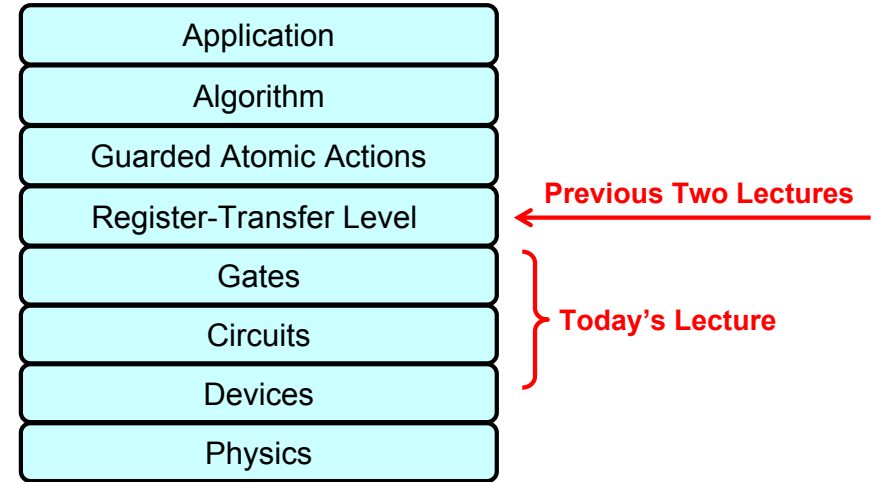 Application
Algorithm
Guarded Atomic Actions
Register-Transfer Level
Previous Two Lectures
Gates
Circuits
Today's Lecture
Devices
Physics